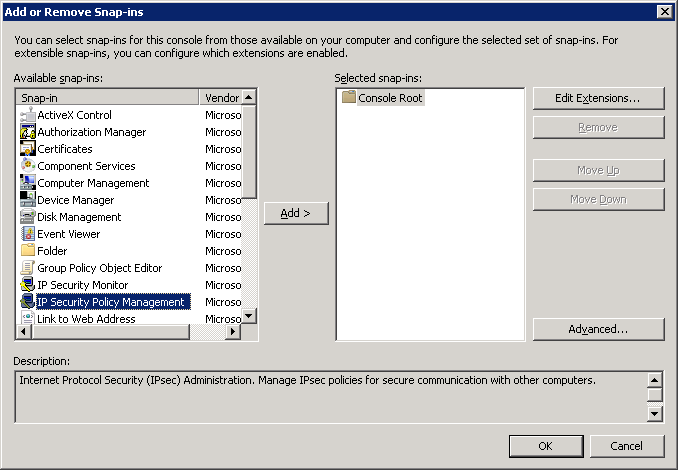 Add or Remove Snap-ins
You can select snap-ins for this console from those available on your computer and configure the selected set of snap-ins. For
extensible snap-ins, you can configure which extensions are enabled.
Available snap-ins:
Snap-in Vendor
ActiveX Control Microso
Authorization Manager Microso
Certificates Microso
Component Services Microso
Computer Management Microso
Device Manager Microso
Disk Management Microso
Event Viewer Microso
Folder Microso
Group Policy Object Editor Microso
IP Security Monitor Microso
IP Security Policy Management Microso
Link to Web Address Microso
Add >
Selected snap-ins:
Console Root
Edit Extensions...
Remove
Move Up
Move Down
Advanced...
Description:
Internet Protocol Security (IPsec) Administration. Manage IPsec policies for secure communication with other computers.
OK
Cancel